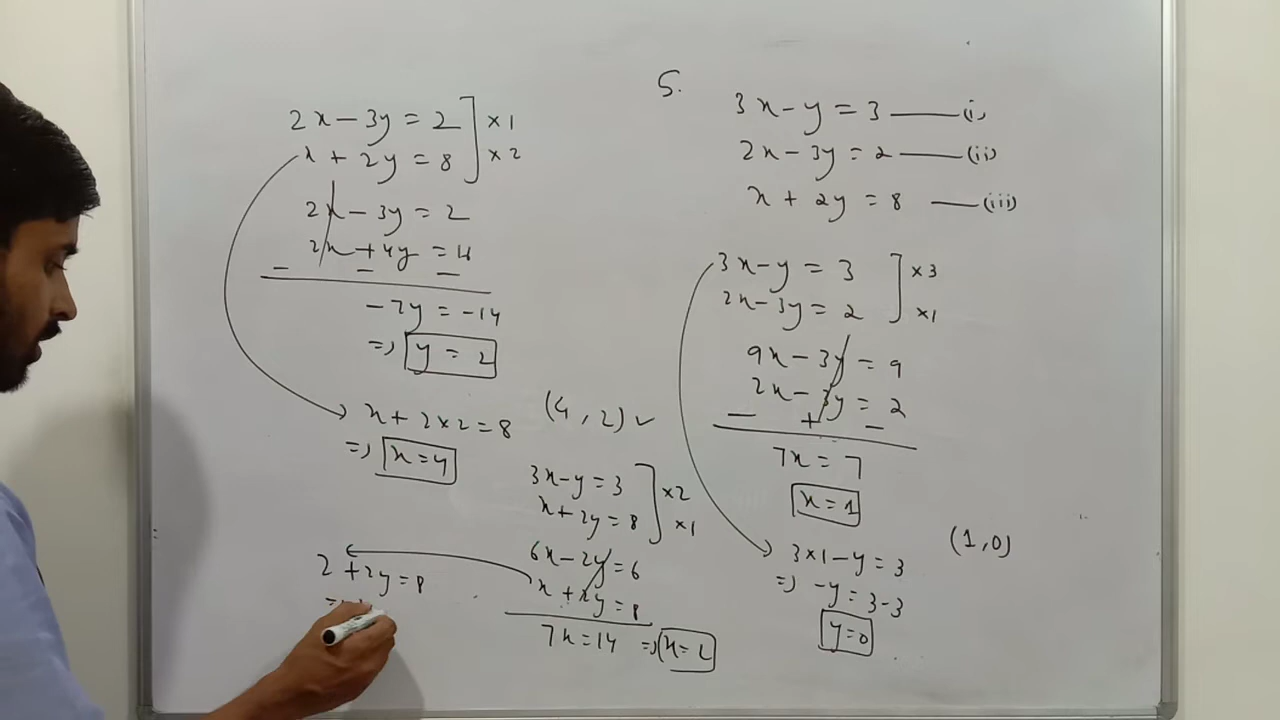 5.
3x - y = 3 —— (i)
2x - 3y = 2 —— (ii)
x + 2y = 8 —— (iii)
3x - y = 3 ] ×3
2x - 3y = 2 ] ×1
9x - 3y = 9
2x - 3y = 2
- + -
7x = 7
x = 1
3×1 - y = 3
=) -y = 3-3
y=0
(1,0)
2x - 3y = 2 ] ×1
x + 2y = 8 ] ×2
2x - 3y = 2
2x + 4y = 16
- - -
-7y = -14
=) y = 2
x + 2×2 = 8
=) x=4
(4, 2) ✓
3x - y = 3 ] ×2
x + 2y = 8 ] ×1
6x - 2y = 6
x + 2y = 8
7x = 14 =) x=2
2 + 2y = 8